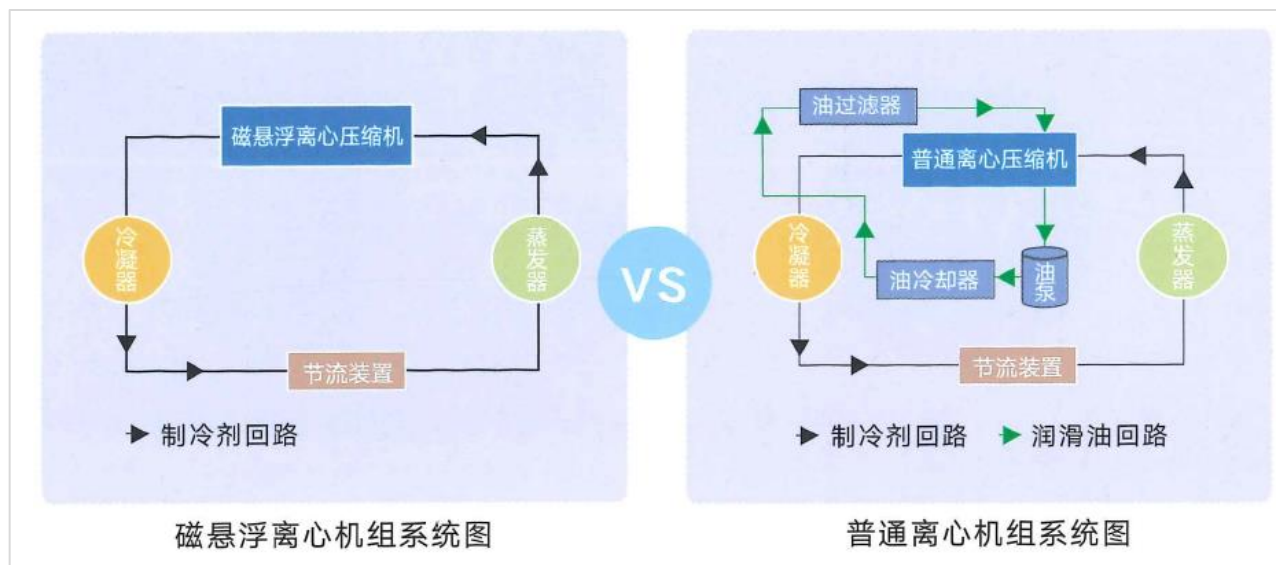 磁悬浮离心压缩机
冷凝器
蒸发器
节流装置
制冷剂回路
磁悬浮离心机组系统图
VS
油过滤器
普通离心压缩机
冷凝器
油冷却器
油泵
蒸发器
节流装置
制冷剂回路
润滑油回路
普通离心机组系统图